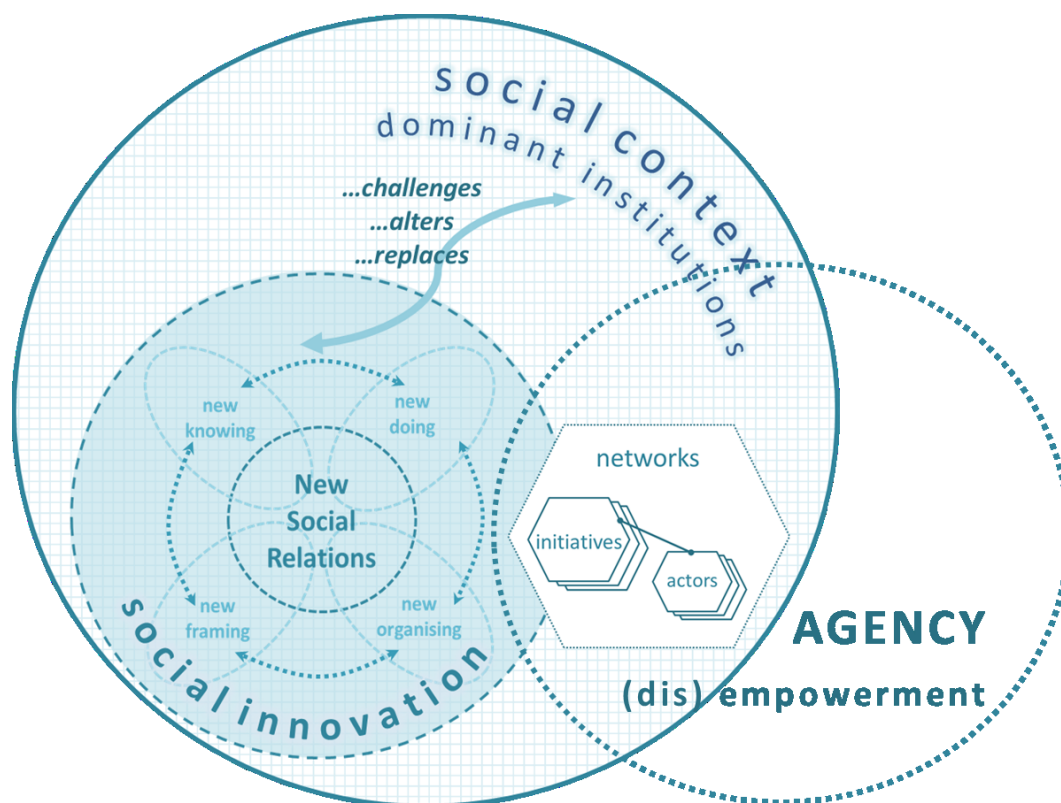 social context
dominant institutions
...challenges
...alters
...replaces
new
knowing
new
doing
New
Social
Relations
new
framing
new
organising
social innovation
networks
initiatives
actors
AGENCY
(dis) empowerment